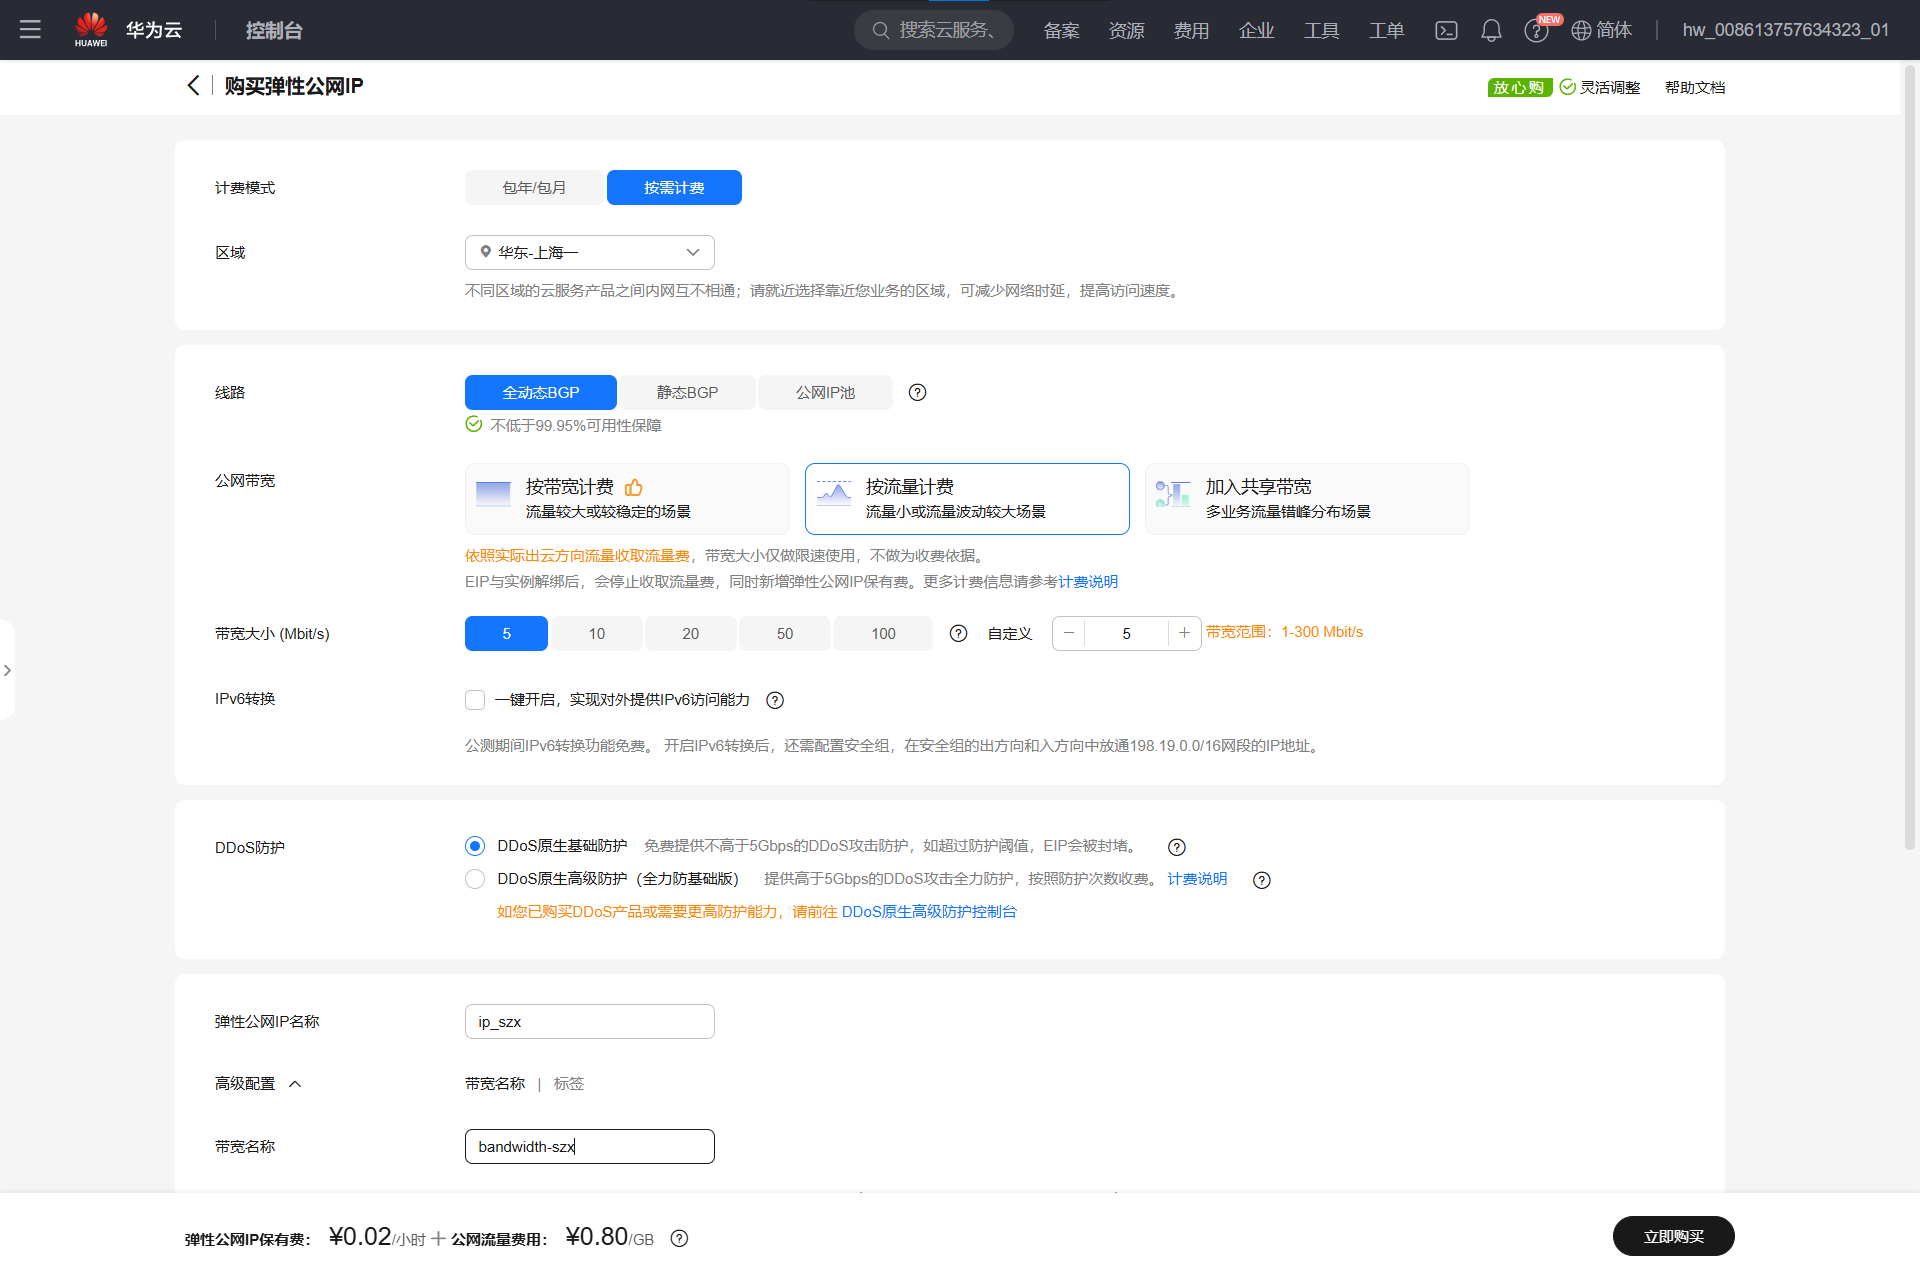 HUAWEI
华为云
控制台
搜索云服务、
备案
资源
费用
企业
工具
工单
NEW
简体
hw_008613757634323_01
购买弹性公网IP
放心购
灵活调整
帮助文档
计费模式
包年/包月
按需计费
区域
华东-上海一
不同区域的云服务产品之间内网互不相通；请就近选择靠近您业务的区域，可减少网络时延，提高访问速度。
线路
全动态BGP
静态BGP
公网IP池
不低于99.95%可用性保障
公网带宽
按带宽计费
流量较大或较稳定的场景
按流量计费
流量小或流量波动较大场景
加入共享带宽
多业务流量错峰分布场景
依照实际出云方向流量收取流量费，带宽大小仅做限速使用，不做为收费依据。
EIP与实例解绑后，会停止收取流量费，同时新增弹性公网IP保有费。更多计费信息请参考计费说明
带宽大小 (Mbit/s)
5
10
20
50
100
自定义
5
带宽范围：1-300 Mbit/s
IPv6转换
一键开启，实现对外提供IPv6访问能力
公测期间IPv6转换功能免费。 开启IPv6转换后，还需配置安全组，在安全组的出方向和入方向中放通198.19.0.0/16网段的IP地址。
DDoS防护
DDoS原生基础防护 免费提供不高于5Gbps的DDoS攻击防护，如超过防护阈值，EIP会被封堵。
DDoS原生高级防护（全力防基础版） 提供高于5Gbps的DDoS攻击全力防护，按照防护次数收费。 计费说明
如您已购买DDoS产品或需要更高防护能力，请前往 DDoS原生高级防护控制台
弹性公网IP名称
ip_szx
高级配置
带宽名称 | 标签
带宽名称
bandwidth-szx
弹性公网IP保有费： ¥0.02/小时 + 公网流量费用： ¥0.80/GB
立即购买